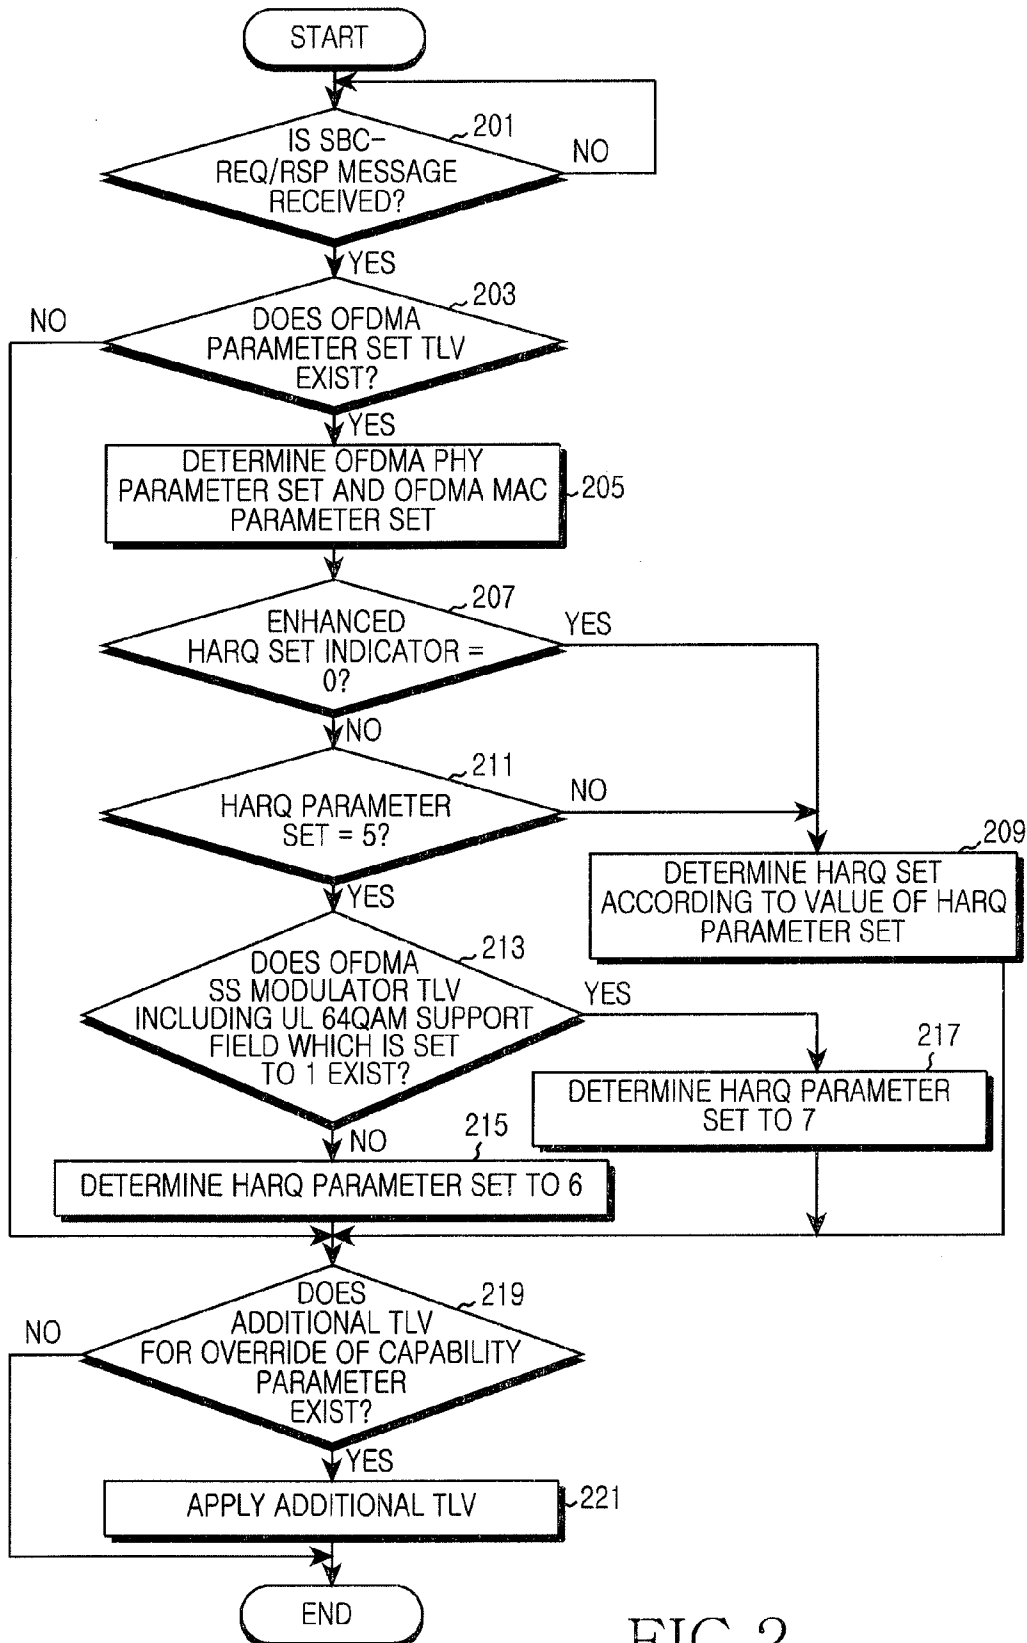 START
201
IS SBC-
REQ/RSP MESSAGE
RECEIVED?
NO
YES
203
NO
DOES OFDMA
PARAMETER SET TLV
EXIST?
YES
DETERMINE OFDMA PHY
PARAMETER SET AND OFDMA MAC
PARAMETER SET
205
207
ENHANCED
HARQ SET INDICATOR =
0?
YES
NO
211
HARQ PARAMETER
SET = 5?
NO
YES
209
DETERMINE HARQ SET
ACCORDING TO VALUE OF HARQ
PARAMETER SET
213
DOES OFDMA
SS MODULATOR TLV
INCLUDING UL 64QAM SUPPORT
FIELD WHICH IS SET
TO 1 EXIST?
YES
217
DETERMINE HARQ PARAMETER
SET TO 7
NO
215
DETERMINE HARQ PARAMETER SET TO 6
219
DOES
ADDITIONAL TLV
FOR OVERRIDE OF CAPABILITY
PARAMETER
EXIST?
NO
YES
APPLY ADDITIONAL TLV
221
END
FIG.2